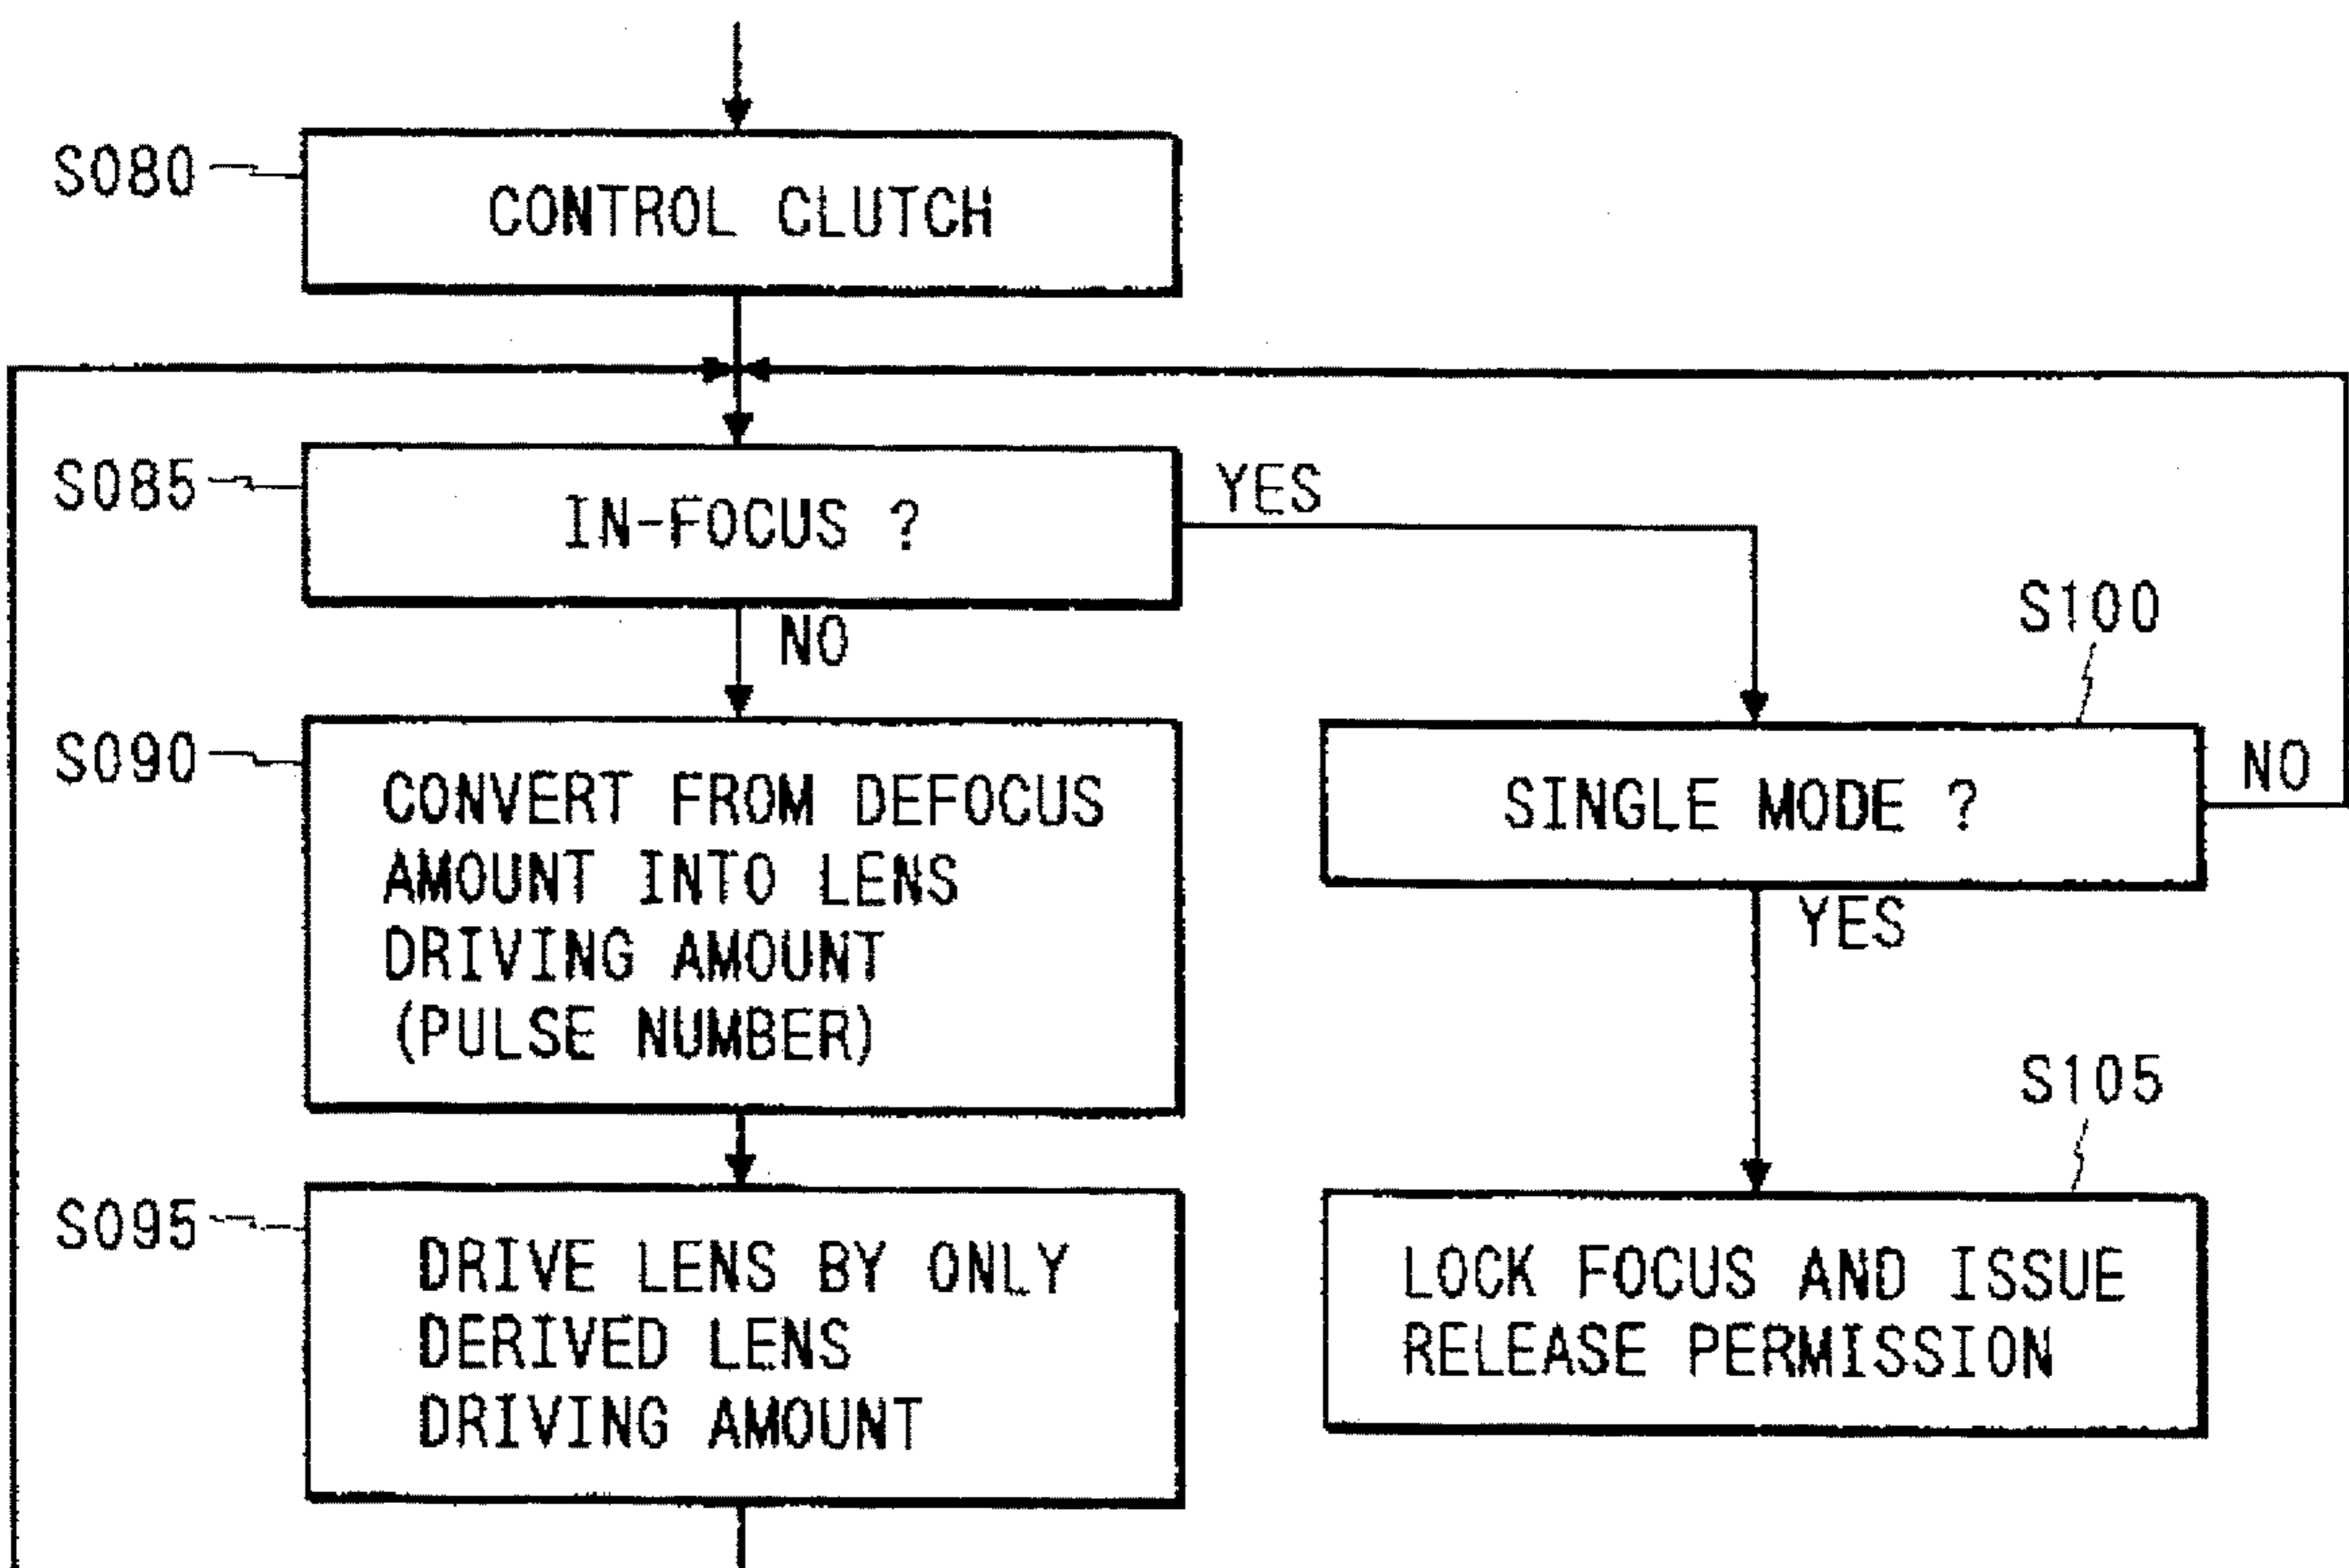 S080
CONTROL CLUTCH
S085
IN-FOCUS ?
YES
NO
S100
S090
CONVERT FROM DEFOCUS
AMOUNT INTO LENS
DRIVING AMOUNT
(PULSE NUMBER)
SINGLE MODE ?
NO
YES
S105
S095
DRIVE LENS BY ONLY
DERIVED LENS
DRIVING AMOUNT
LOCK FOCUS AND ISSUE
RELEASE PERMISSION